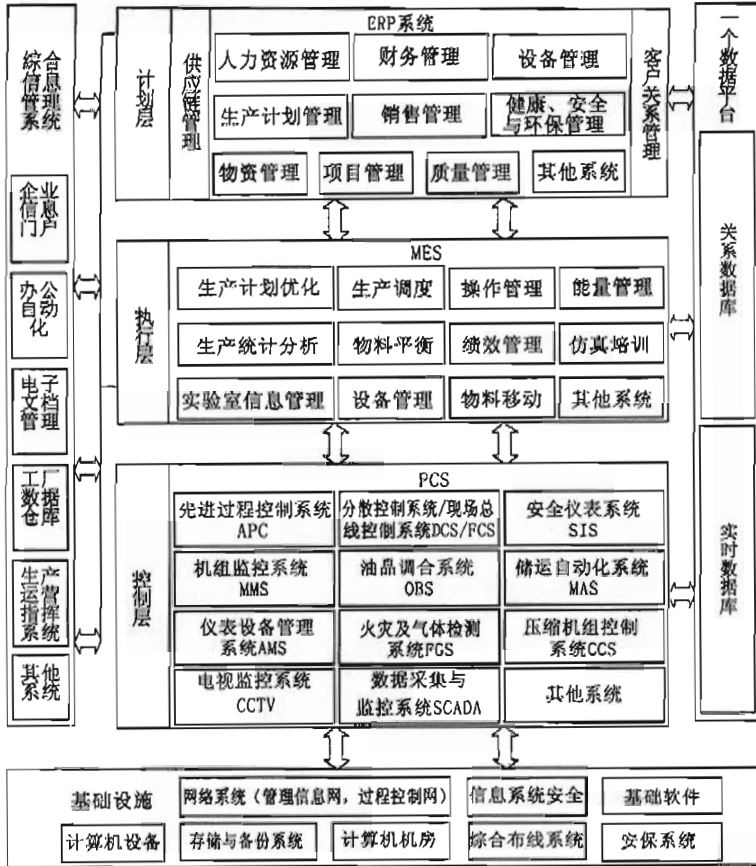 综合
信息
管理
系统
企业
信息
门户
办公
自动
化
电子
文档
管理
工厂
数据
仓库
生产
运营
指挥
系统
其他
系统
计划层
供应链管理
ERP系统
人力资源管理
财务管理
设备管理
生产计划管理
销售管理
健康、安全
与环保管理
物资管理
项目管理
质量管理
其他系统
客户关系管理
执行层
MES
生产计划优化
生产调度
操作管理
能量管理
生产统计分析
物料平衡
绩效管理
仿真培训
实验室信息管理
设备管理
物料移动
其他系统
控制层
PCS
先进过程控制系统
APC
分散控制系统/现场总
线控制系统DCS/FCS
安全仪表系统
SIS
机组监控系统
MMS
油品调合系统
OBS
储运自动化系统
MAS
仪表设备管理
系统AMS
火灾及气体检测
系统FGS
压缩机组控制
系统CCS
电视监控系统
CCTV
数据采集与
监控系统SCADA
其他系统
一个数据平台
关系数据库
实时数据库
基础设施
网络系统（管理信息网，过程控制网）
信息系统安全
基础软件
计算机设备
存储与备份系统
计算机机房
综合布线系统
安保系统